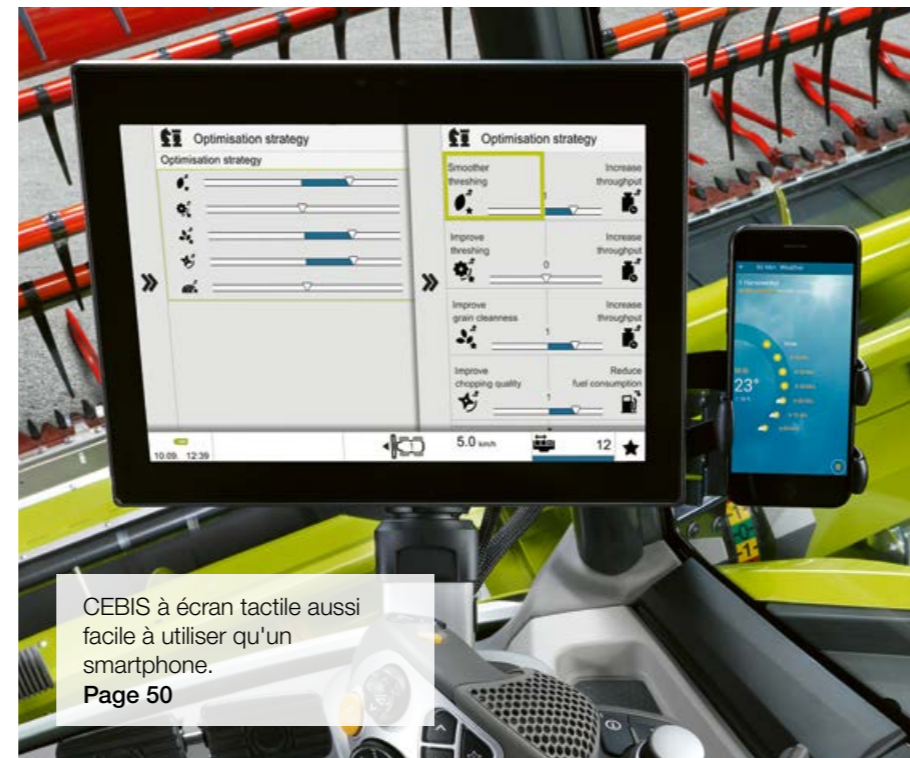 Optimisation strategy
Optimisation strategy
Optimisation strategy
Smoother
threshing
Increase
throughput
1
Improve
threshing
Increase
throughput
0
Improve
grain cleanness
Increase
throughput
1
Improve
chopping quality
Reduce
fuel consumption
1
10.09. 12:39
5.0 km/h
12
Weather
23°
CEBIS à écran tactile aussi
facile à utiliser qu'un
smartphone.
Page 50